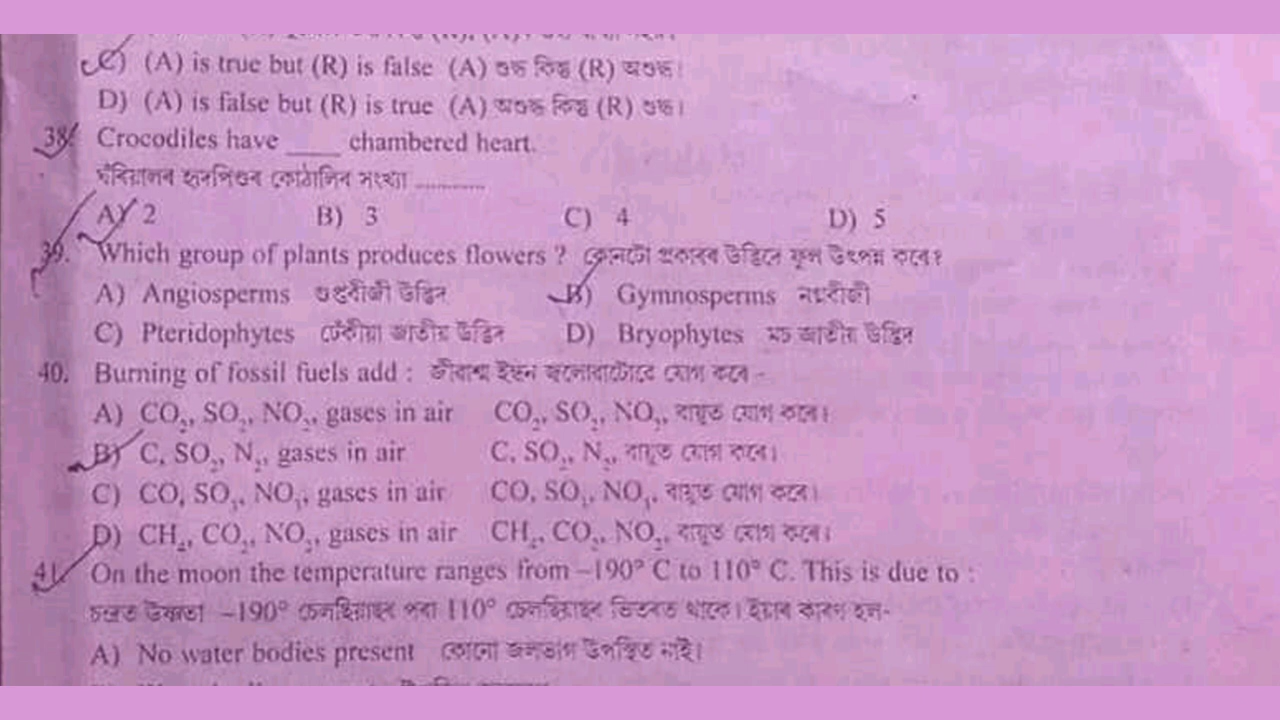 C) (A) is true but (R) is false (A) শুদ্ধ কিন্তু (R) অশুদ্ধ।
D) (A) is false but (R) is true (A) অশুদ্ধ কিন্তু (R) শুদ্ধ।
38. Crocodiles have ____ chambered heart.
ঘঁৰিয়ালৰ হৃদপিণ্ডৰ কোঠালিৰ সংখ্যা ............
A) 2 B) 3 C) 4 D) 5
39. Which group of plants produces flowers ? কোনটো প্ৰকাৰৰ উদ্ভিদে ফুল উৎপন্ন কৰে?
A) Angiosperms গুপ্তবীজী উদ্ভিদ B) Gymnosperms নগ্নবীজী
C) Pteridophytes ঢেঁকীয়া জাতীয় উদ্ভিদ D) Bryophytes মচ জাতীয় উদ্ভিদ
40. Burning of fossil fuels add : জীৱাশ্ম ইন্ধন জ্বলোৱাটোৱে যোগ কৰে -
A) CO₂, SO₂, NO₂, gases in air CO₂, SO₂, NO₂, বায়ুত যোগ কৰে।
B) C, SO₂, N₂, gases in air C, SO₂, N₂, বায়ুত যোগ কৰে।
C) CO, SO₃, NO₃, gases in air CO, SO₃, NO₃, বায়ুত যোগ কৰে।
D) CH₄, CO₂, NO₂, gases in air CH₄, CO₂, NO₂, বায়ুত যোগ কৰে।
41. On the moon the temperature ranges from –190° C to 110° C. This is due to :
চন্দ্ৰত উষ্ণতা –190° চেলছিয়াছৰ পৰা 110° চেলছিয়াছৰ ভিতৰত থাকে। ইয়াৰ কাৰণ হল-
A) No water bodies present কোনো জলভাগ উপস্থিত নাই।